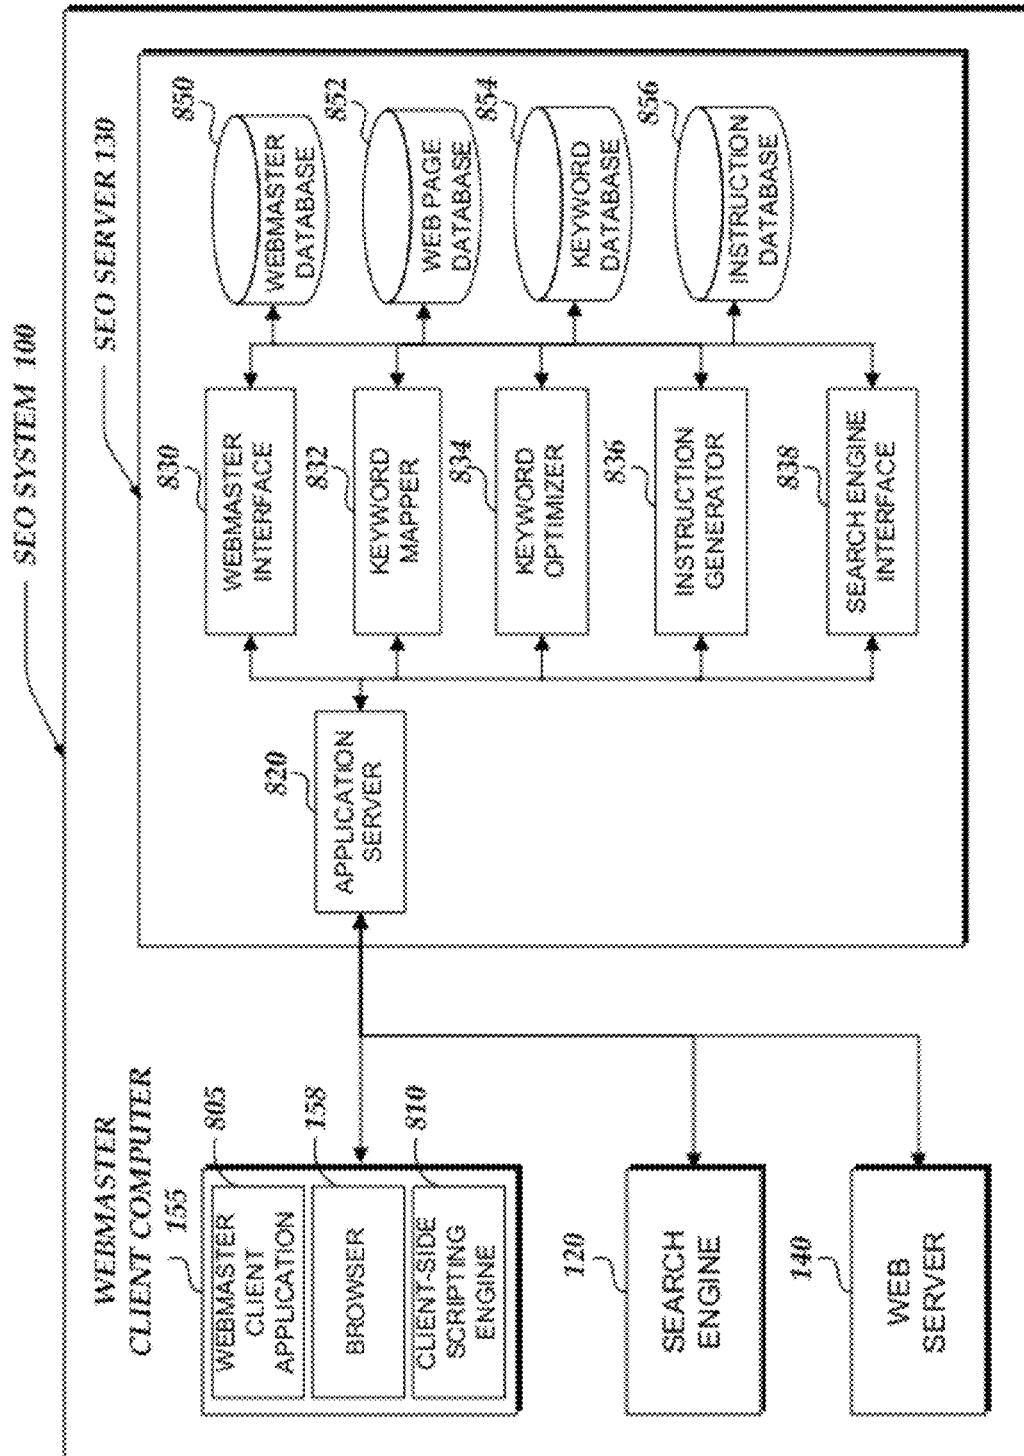 SEO SYSTEM 100
SEO SERVER 130
WEBMASTER
CLIENT COMPUTER
155
WEBMASTER
CLIENT
APPLICATION
805
BROWSER
158
CLIENT-SIDE
SCRIPTING
ENGINE
810
SEARCH
ENGINE
120
WEB
SERVER
140
APPLICATION
SERVER
820
WEBMASTER
INTERFACE
830
KEYWORD
MAPPER
832
KEYWORD
OPTIMIZER
834
INSTRUCTION
GENERATOR
836
SEARCH ENGINE
INTERFACE
838
WEBMASTER
DATABASE
850
WEB PAGE
DATABASE
852
KEYWORD
DATABASE
854
INSTRUCTION
DATABASE
856